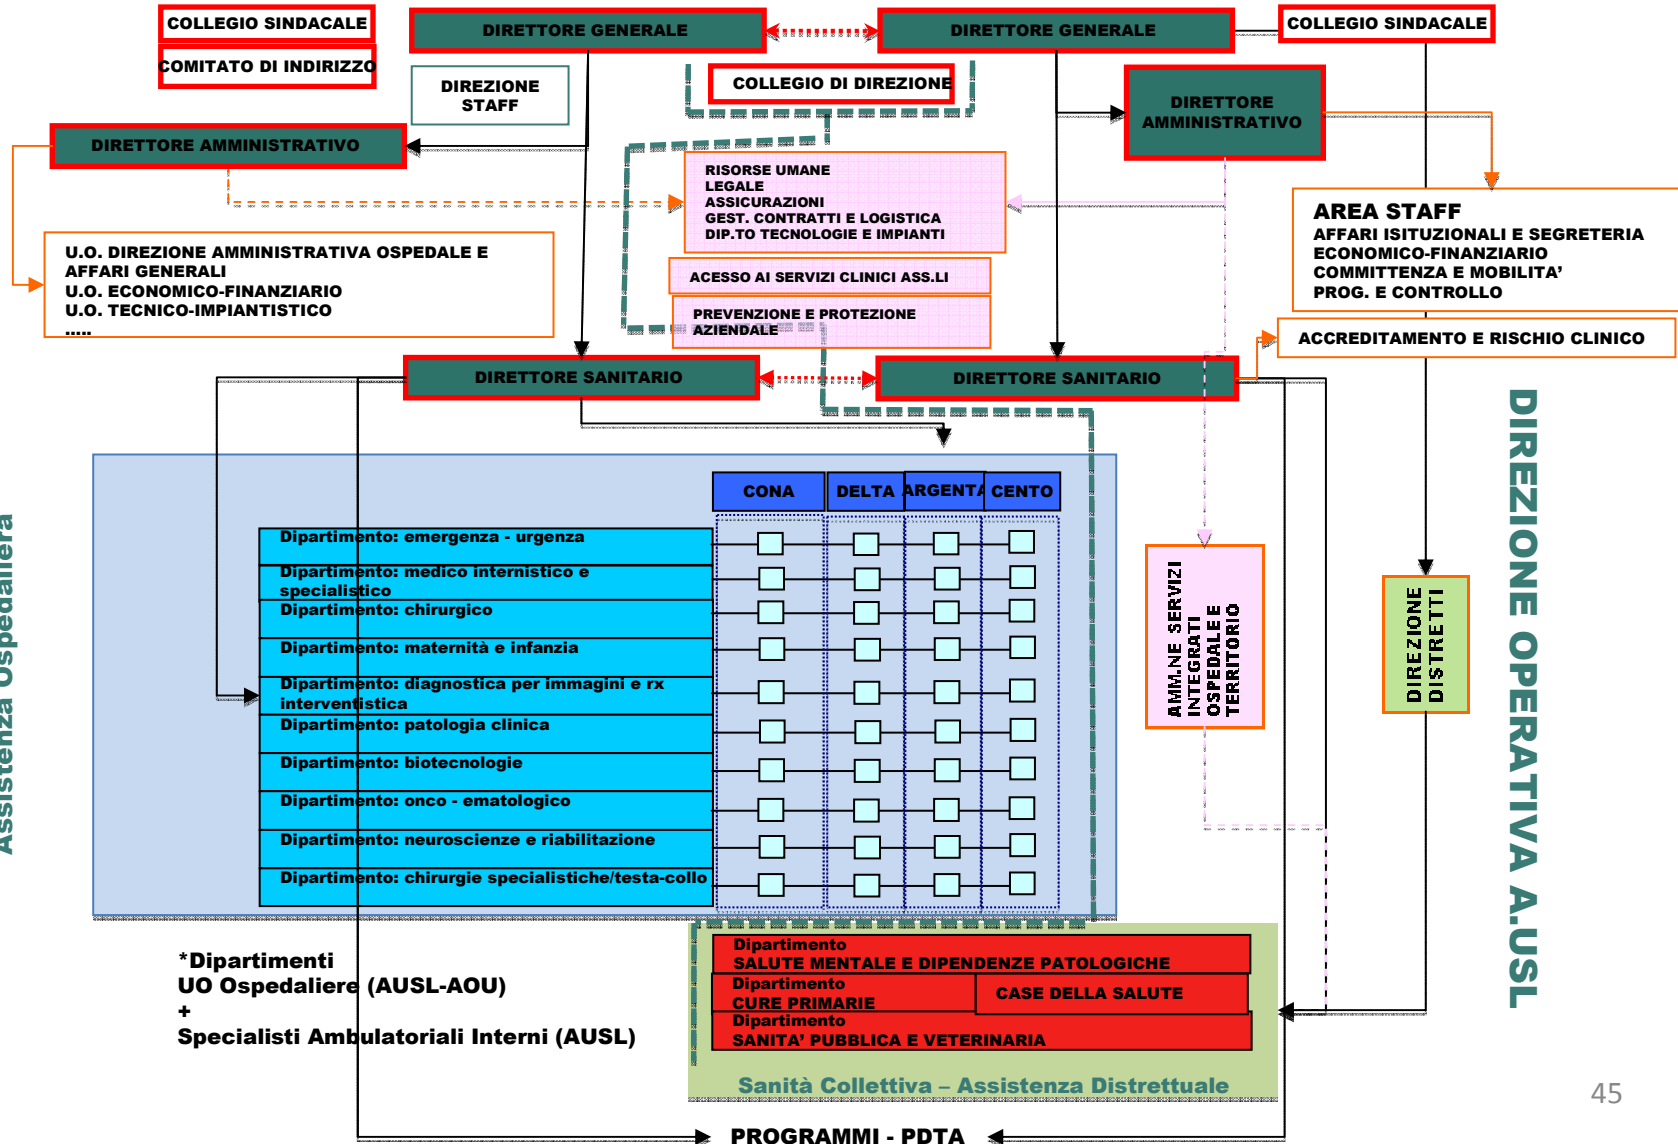 COLLEGIO SINDACALE
COMITATO DI INDIRIZZO
DIRETTORE GENERALE
DIRETTORE GENERALE
COLLEGIO SINDACALE
DIREZIONE
STAFF
COLLEGIO DI DIREZIONE
DIRETTORE
AMMINISTRATIVO
DIRETTORE AMMINISTRATIVO
RISORSE UMANE
LEGALE
ASSICURAZIONI
GEST. CONTRATTI E LOGISTICA
DIP.TO TECNOLOGIE E IMPIANTI
AREA STAFF
AFFARI ISITUZIONALI E SEGRETERIA
ECONOMICO-FINANZIARIO
COMMITTENZA E MOBILITA’
PROG. E CONTROLLO
U.O. DIREZIONE AMMINISTRATIVA OSPEDALE E
AFFARI GENERALI
U.O. ECONOMICO-FINANZIARIO
U.O. TECNICO-IMPIANTISTICO
…..
ACESSO AI SERVIZI CLINICI ASS.LI
PREVENZIONE E PROTEZIONE
AZIENDALE
ACCREDITAMENTO E RISCHIO CLINICO
DIRETTORE SANITARIO
DIRETTORE SANITARIO
CONA
DELTA
ARGENTA
CENTO
Dipartimento: emergenza - urgenza
Dipartimento: medico internistico e
specialistico
Dipartimento: chirurgico
Dipartimento: maternità e infanzia
Dipartimento: diagnostica per immagini e rx
interventistica
Dipartimento: patologia clinica
Dipartimento: biotecnologie
Dipartimento: onco - ematologico
Dipartimento: neuroscienze e riabilitazione
Dipartimento: chirurgie specialistiche/testa-collo
Assistenza Ospedaliera
AMM.NE SERVIZI
INTEGRATI
OSPEDALE E
TERRITORIO
DIREZIONE
DISTRETTI
DIREZIONE OPERATIVA A.USL
*Dipartimenti
UO Ospedaliere (AUSL-AOU)
+
Specialisti Ambulatoriali Interni (AUSL)
Dipartimento
SALUTE MENTALE E DIPENDENZE PATOLOGICHE
Dipartimento
CURE PRIMARIE
CASE DELLA SALUTE
Dipartimento
SANITA’ PUBBLICA E VETERINARIA
Sanità Collettiva – Assistenza Distrettuale
PROGRAMMI - PDTA
45